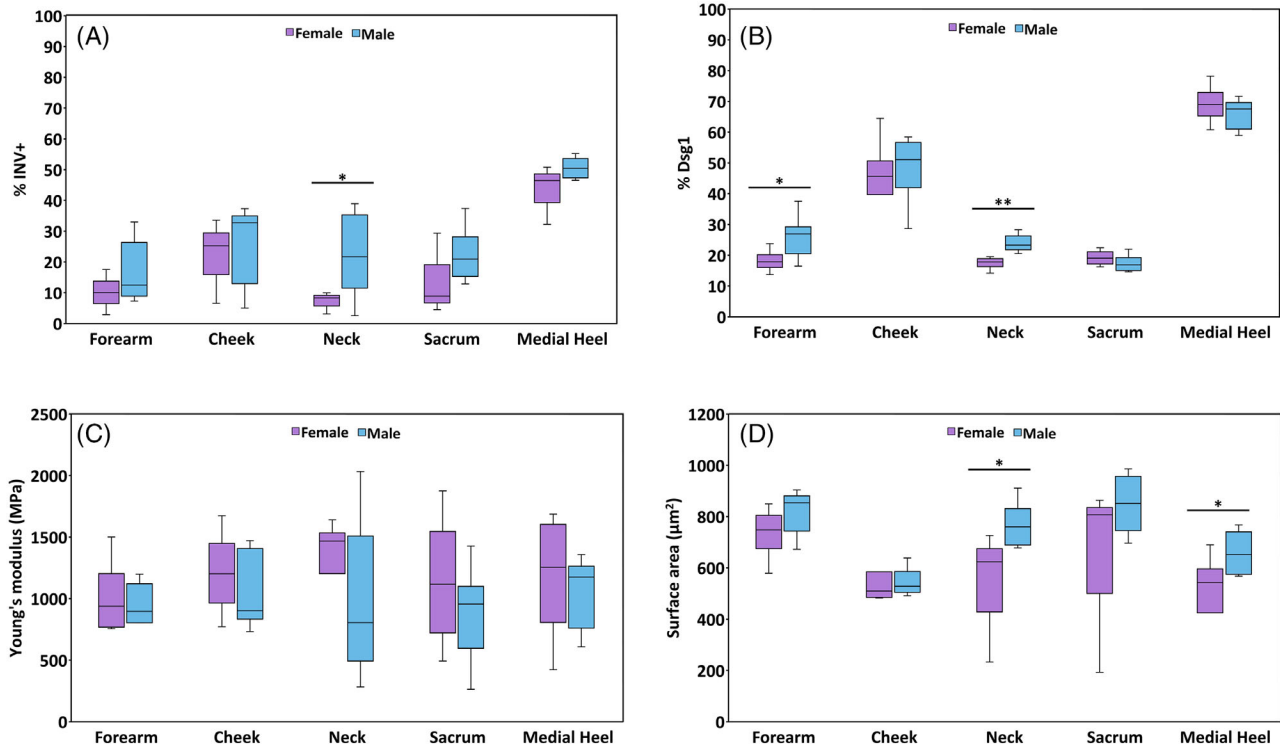 (A)
Female Male
% INV+
100
90
80
70
60
50
40
30
20
10
0
*
Forearm Cheek Neck Sacrum Medial Heel
(B)
Female Male
% Dsg1
100
90
80
70
60
50
40
30
20
10
0
*
**
Forearm Cheek Neck Sacrum Medial Heel
(C)
Female Male
Young's modulus (MPa)
2500
2000
1500
1000
500
0
Forearm Cheek Neck Sacrum Medial Heel
(D)
Female Male
Surface area (µm²)
1200
1000
800
600
400
200
0
*
*
Forearm Cheek Neck Sacrum Medial Heel